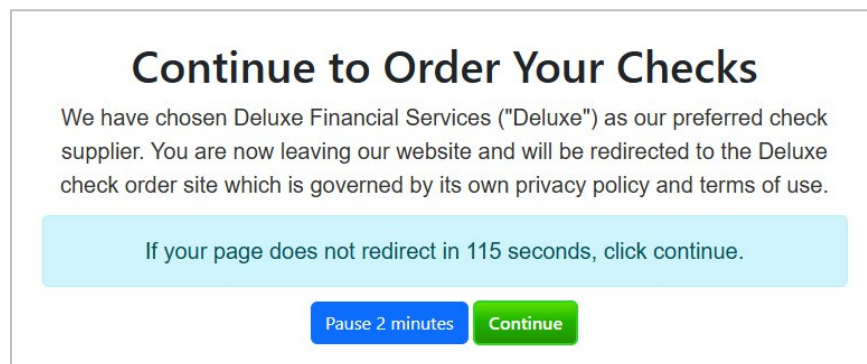 Continue to Order Your Checks
We have chosen Deluxe Financial Services ("Deluxe") as our preferred check
supplier. You are now leaving our website and will be redirected to the Deluxe
check order site which is governed by its own privacy policy and terms of use.
If your page does not redirect in 115 seconds, click continue.
Pause 2 minutes Continue